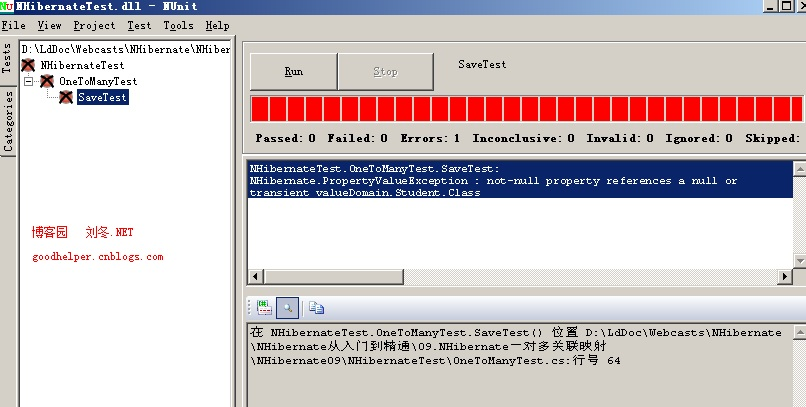 NHibernateTest.dll - NUnit
File View Project Test Tools Help
Tests
Categories
D:\LdDoc\Webcasts\NHibernate\NHiber
NHibernateTest
OneToManyTest
SaveTest
博客园 刘冬.NET
goodhelper.cnblogs.com
Run
Stop
SaveTest
Passed: 0 Failed: 0 Errors: 1 Inconclusive: 0 Invalid: 0 Ignored: 0 Skipped:
NHibernateTest.OneToManyTest.SaveTest:
NHibernate.PropertyValueException : not-null property references a null or
transient valueDomain.Student.Class
在 NHibernateTest.OneToManyTest.SaveTest() 位置 D:\LdDoc\Webcasts\NHibernate
\NHibernate从入门到精通\09.NHibernate一对多关联映射
\NHibernate09\NHibernateTest\OneToManyTest.cs:行号 64